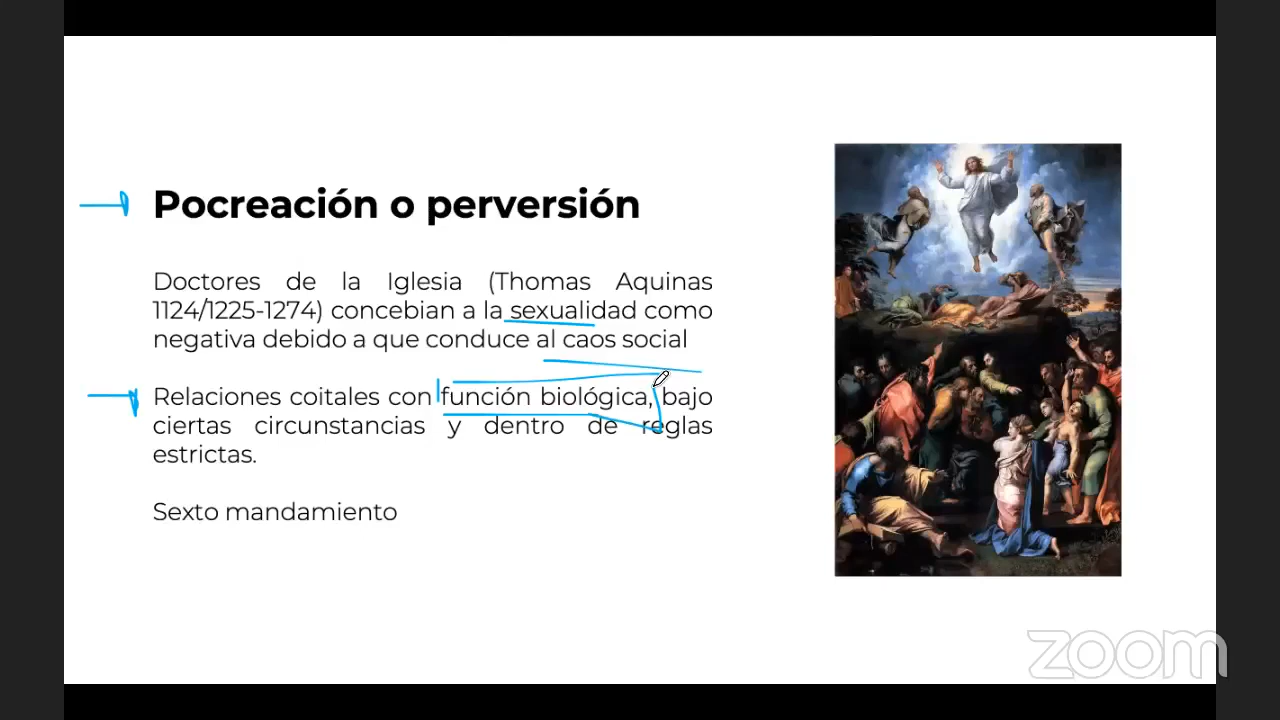 Pocreación o perversión
Doctores de la Iglesia (Thomas Aquinas
1124/1225-1274) concebian a la sexualidad como
negativa debido a que conduce al caos social
Relaciones coitales con función biológica, bajo
ciertas circunstancias y dentro de reglas
estrictas.
Sexto mandamiento
zoom